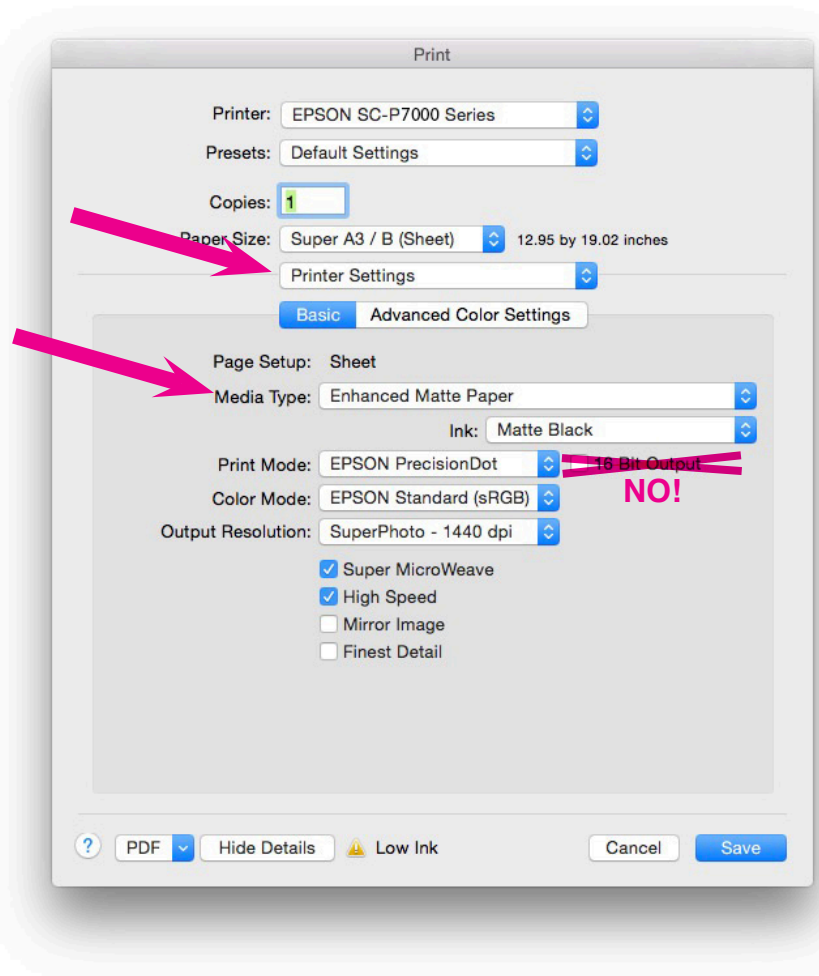 Print
Printer: EPSON SC-P7000 Series
Presets: Default Settings
Copies: 1
Paper Size: Super A3 / B (Sheet) 12.95 by 19.02 inches
Printer Settings
Basic Advanced Color Settings
Page Setup: Sheet
Media Type: Enhanced Matte Paper
Ink: Matte Black
Print Mode: EPSON PrecisionDot 16 Bit Output
NO!
Color Mode: EPSON Standard (sRGB)
Output Resolution: SuperPhoto - 1440 dpi
Super MicroWeave
High Speed
Mirror Image
Finest Detail
? PDF Hide Details Low Ink Cancel Save